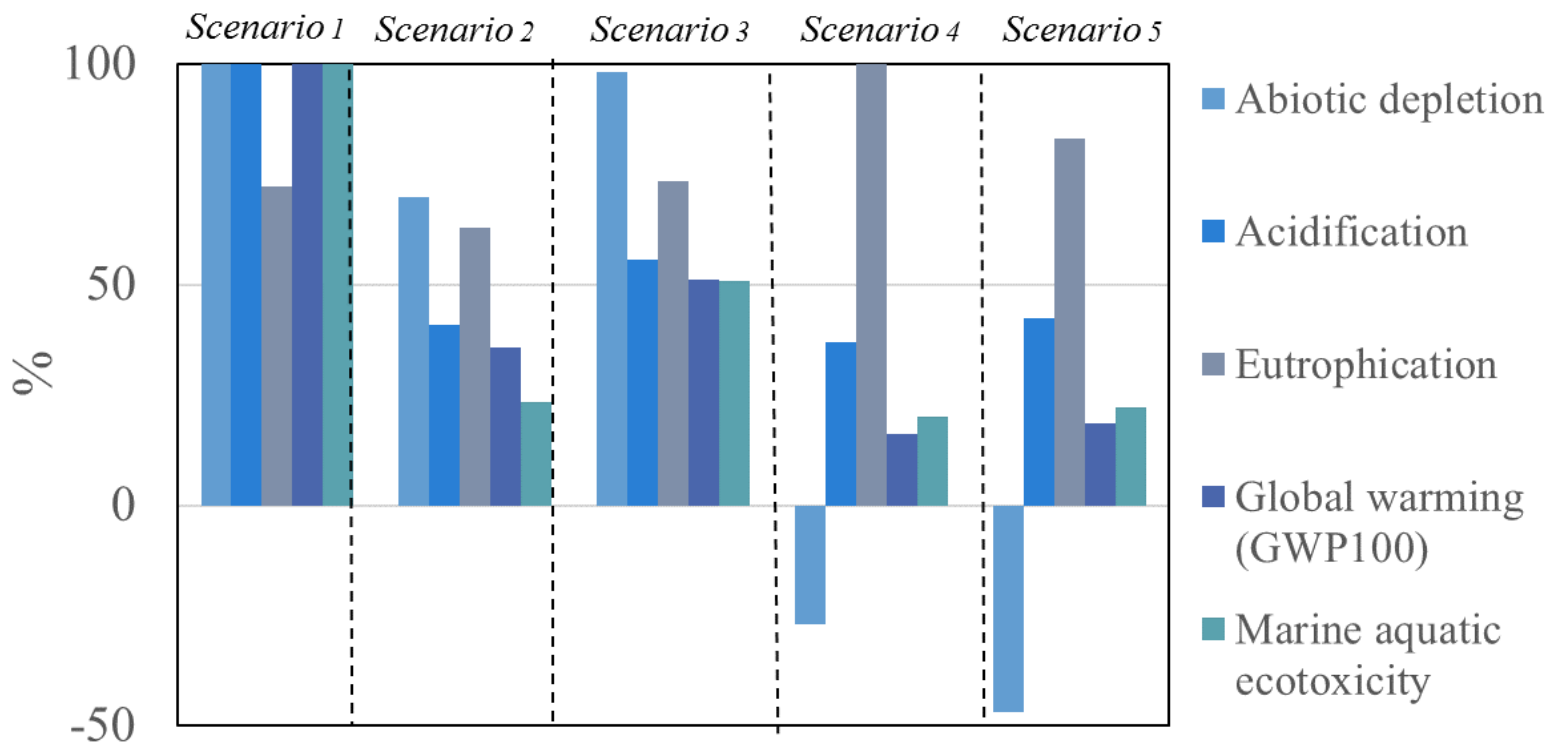 Scenario 1 Scenario 2 Scenario 3 Scenario 4 Scenario 5
100
50
0
-50
%
Abiotic depletion
Acidification
Eutrophication
Global warming
(GWP100)
Marine aquatic
ecotoxicity